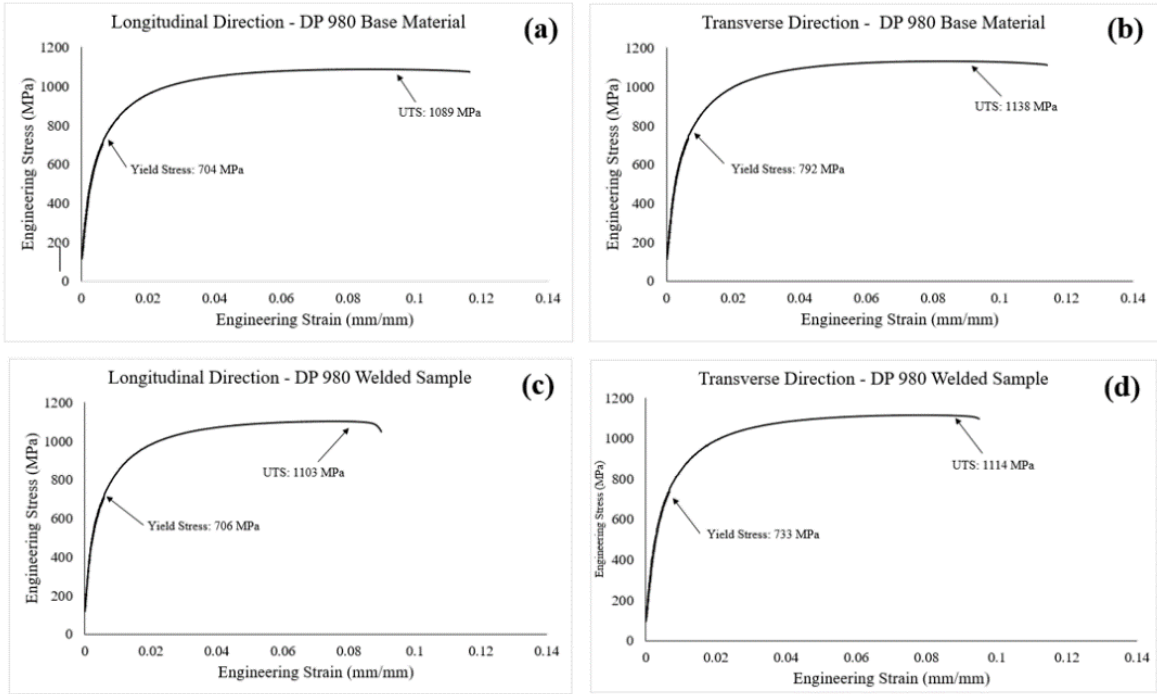 Longitudinal Direction - DP 980 Base Material
(a)
Engineering Stress (MPa)
1200
1000
800
600
400
200
0
UTS: 1089 MPa
Yield Stress: 704 MPa
0 0.02 0.04 0.06 0.08 0.1 0.12 0.14
Engineering Strain (mm/mm)
Transverse Direction - DP 980 Base Material
(b)
Engineering Stress (MPa)
1200
1000
800
600
400
200
0
UTS: 1138 MPa
Yield Stress: 792 MPa
0 0.02 0.04 0.06 0.08 0.1 0.12 0.14
Engineering Strain (mm/mm)
Longitudinal Direction - DP 980 Welded Sample
(c)
Engineering Stress (MPa)
1200
1000
800
600
400
200
0
UTS: 1103 MPa
Yield Stress: 706 MPa
0 0.02 0.04 0.06 0.08 0.1 0.12 0.14
Engineering Strain (mm/mm)
Transverse Direction - DP 980 Welded Sample
(d)
Engineering Stress (MPa)
1200
1000
800
600
400
200
0
UTS: 1114 MPa
Yield Stress: 733 MPa
0 0.02 0.04 0.06 0.08 0.1 0.12 0.14
Engineering Strain (mm/mm)